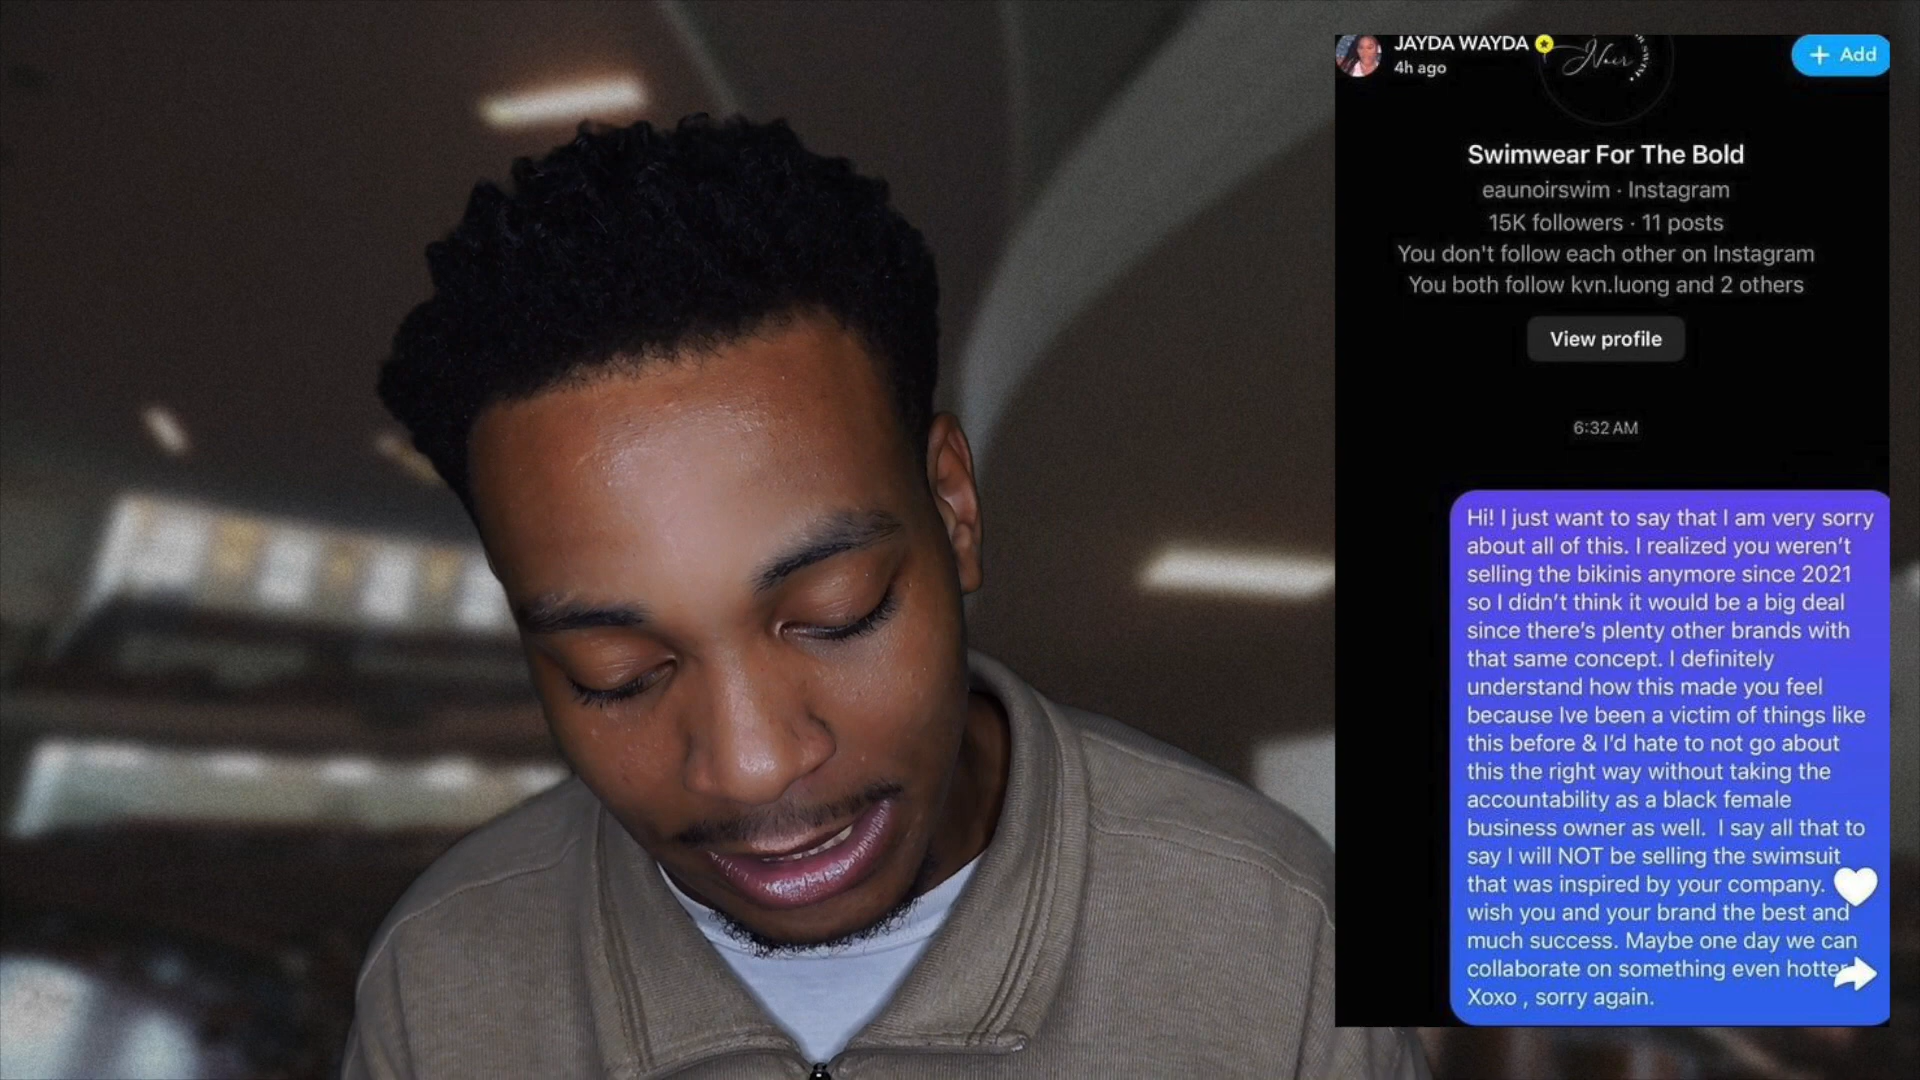 JAYDA WAYDA
4h ago
Noir
+ Add
Swimwear For The Bold
eaunoirswim · Instagram
15K followers · 11 posts
You don't follow each other on Instagram
You both follow kvn.luong and 2 others
View profile
6:32 AM
Hi! I just want to say that I am very sorry
about all of this. I realized you weren't
selling the bikinis anymore since 2021
so I didn't think it would be a big deal
since there's plenty other brands with
that same concept. I definitely
understand how this made you feel
because Ive been a victim of things like
this before & I'd hate to not go about
this the right way without taking the
accountability as a black female
business owner as well. I say all that to
say I will NOT be selling the swimsuit
that was inspired by your company.
wish you and your brand the best and
much success. Maybe one day we can
collaborate on something even hotter
Xoxo , sorry again.